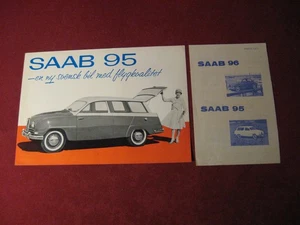 SAAB 95
—en ny svensk bil med flygkvalitet
SAAB 96
SAAB 95